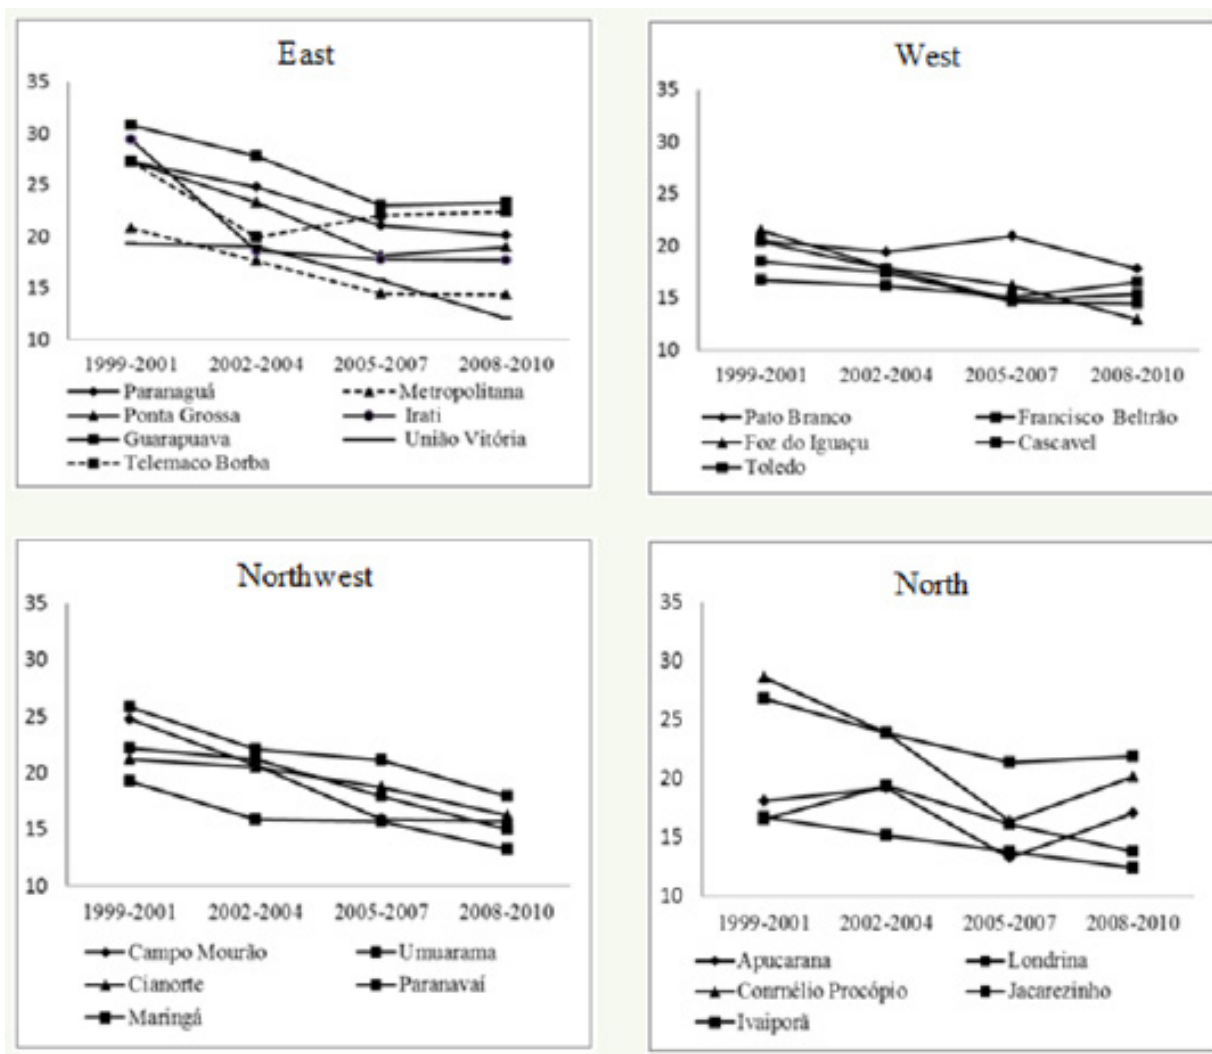 East
35
30
25
20
15
10
1999-2001 2002-2004 2005-2007 2008-2010
Paranaguá Metropolitana
Ponta Grossa Irati
Guarapuava União Vitória
Telemaco Borba
West
35
30
25
20
15
10
1999-2001 2002-2004 2005-2007 2008-2010
Pato Branco Francisco Beltrão
Foz do Iguaçu Cascavel
Toledo
Northwest
35
30
25
20
15
10
1999-2001 2002-2004 2005-2007 2008-2010
Campo Mourão Umuarama
Cianorte Paranavaí
Maringá
North
35
30
25
20
15
10
1999-2001 2002-2004 2005-2007 2008-2010
Apucarana Londrina
Conrnélio Procópio Jacarezinho
Ivaiporã